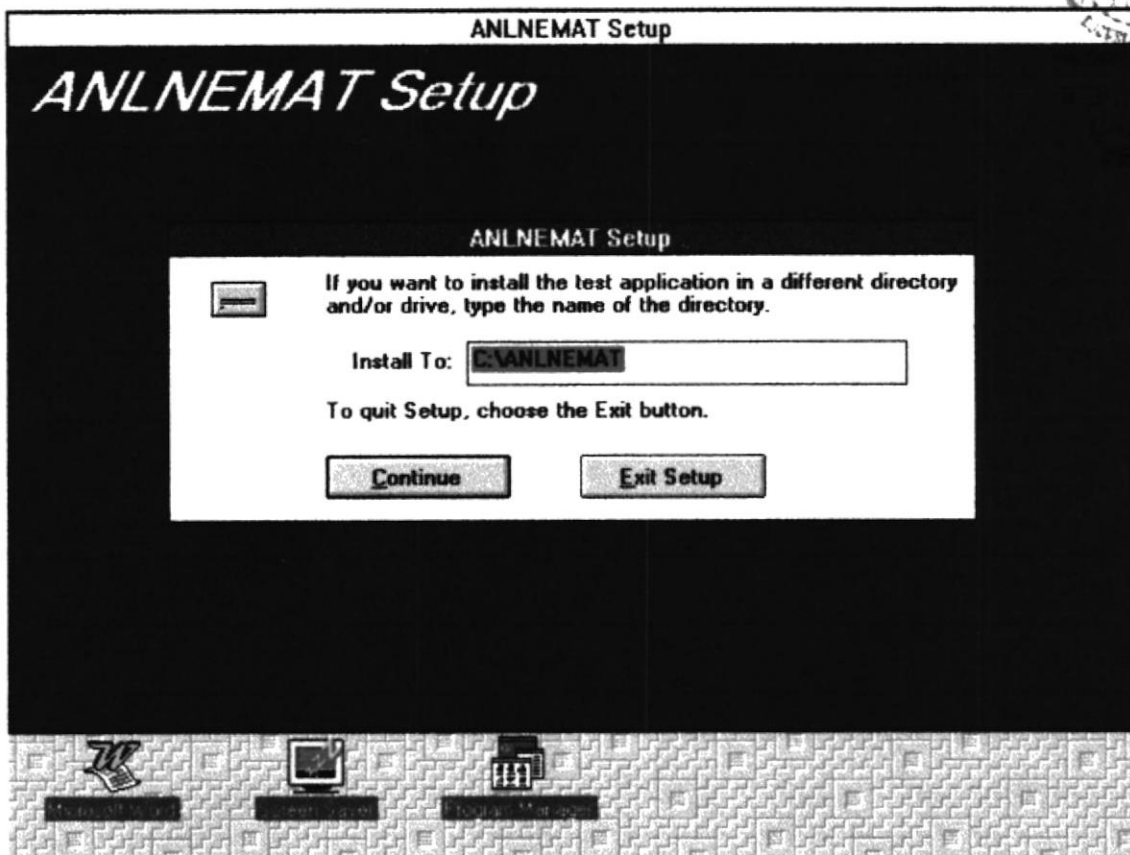 ANLNEMAT Setup
ANLNEMAT Setup
ANLNEMAT Setup
If you want to install the test application in a different directory
and/or drive, type the name of the directory.
Install To: C:\ANLNEMAT
To quit Setup, choose the Exit button.
Continue Exit Setup
Program Manager